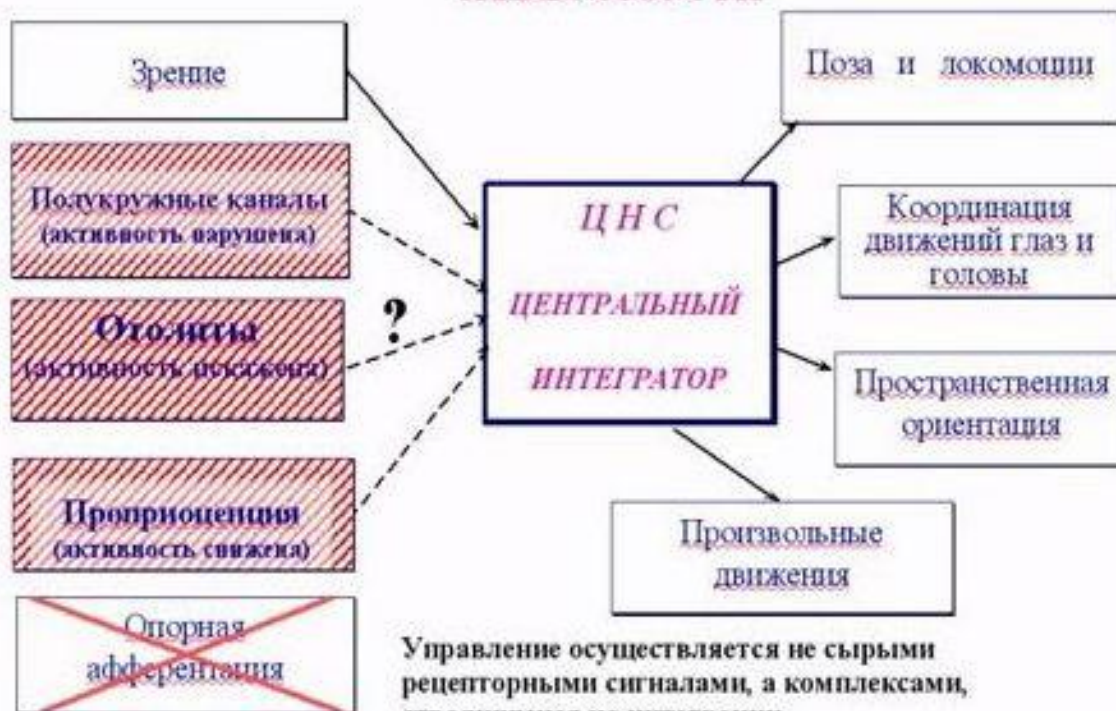 Зрение
Полукружные каналы
(активность нарушена)
Отолиты
(активность искажена)
?
Проприоцепция
(активность снижена)
Опорная
афферентация
Ц Н С
ЦЕНТРАЛЬНЫЙ
ИНТЕГРАТОР
Поза и локомоции
Координация
движений глаз и
головы
Пространственная
ориентация
Произвольные
движения
Управление осуществляется не сырыми
рецепторными сигналами, а комплексами,